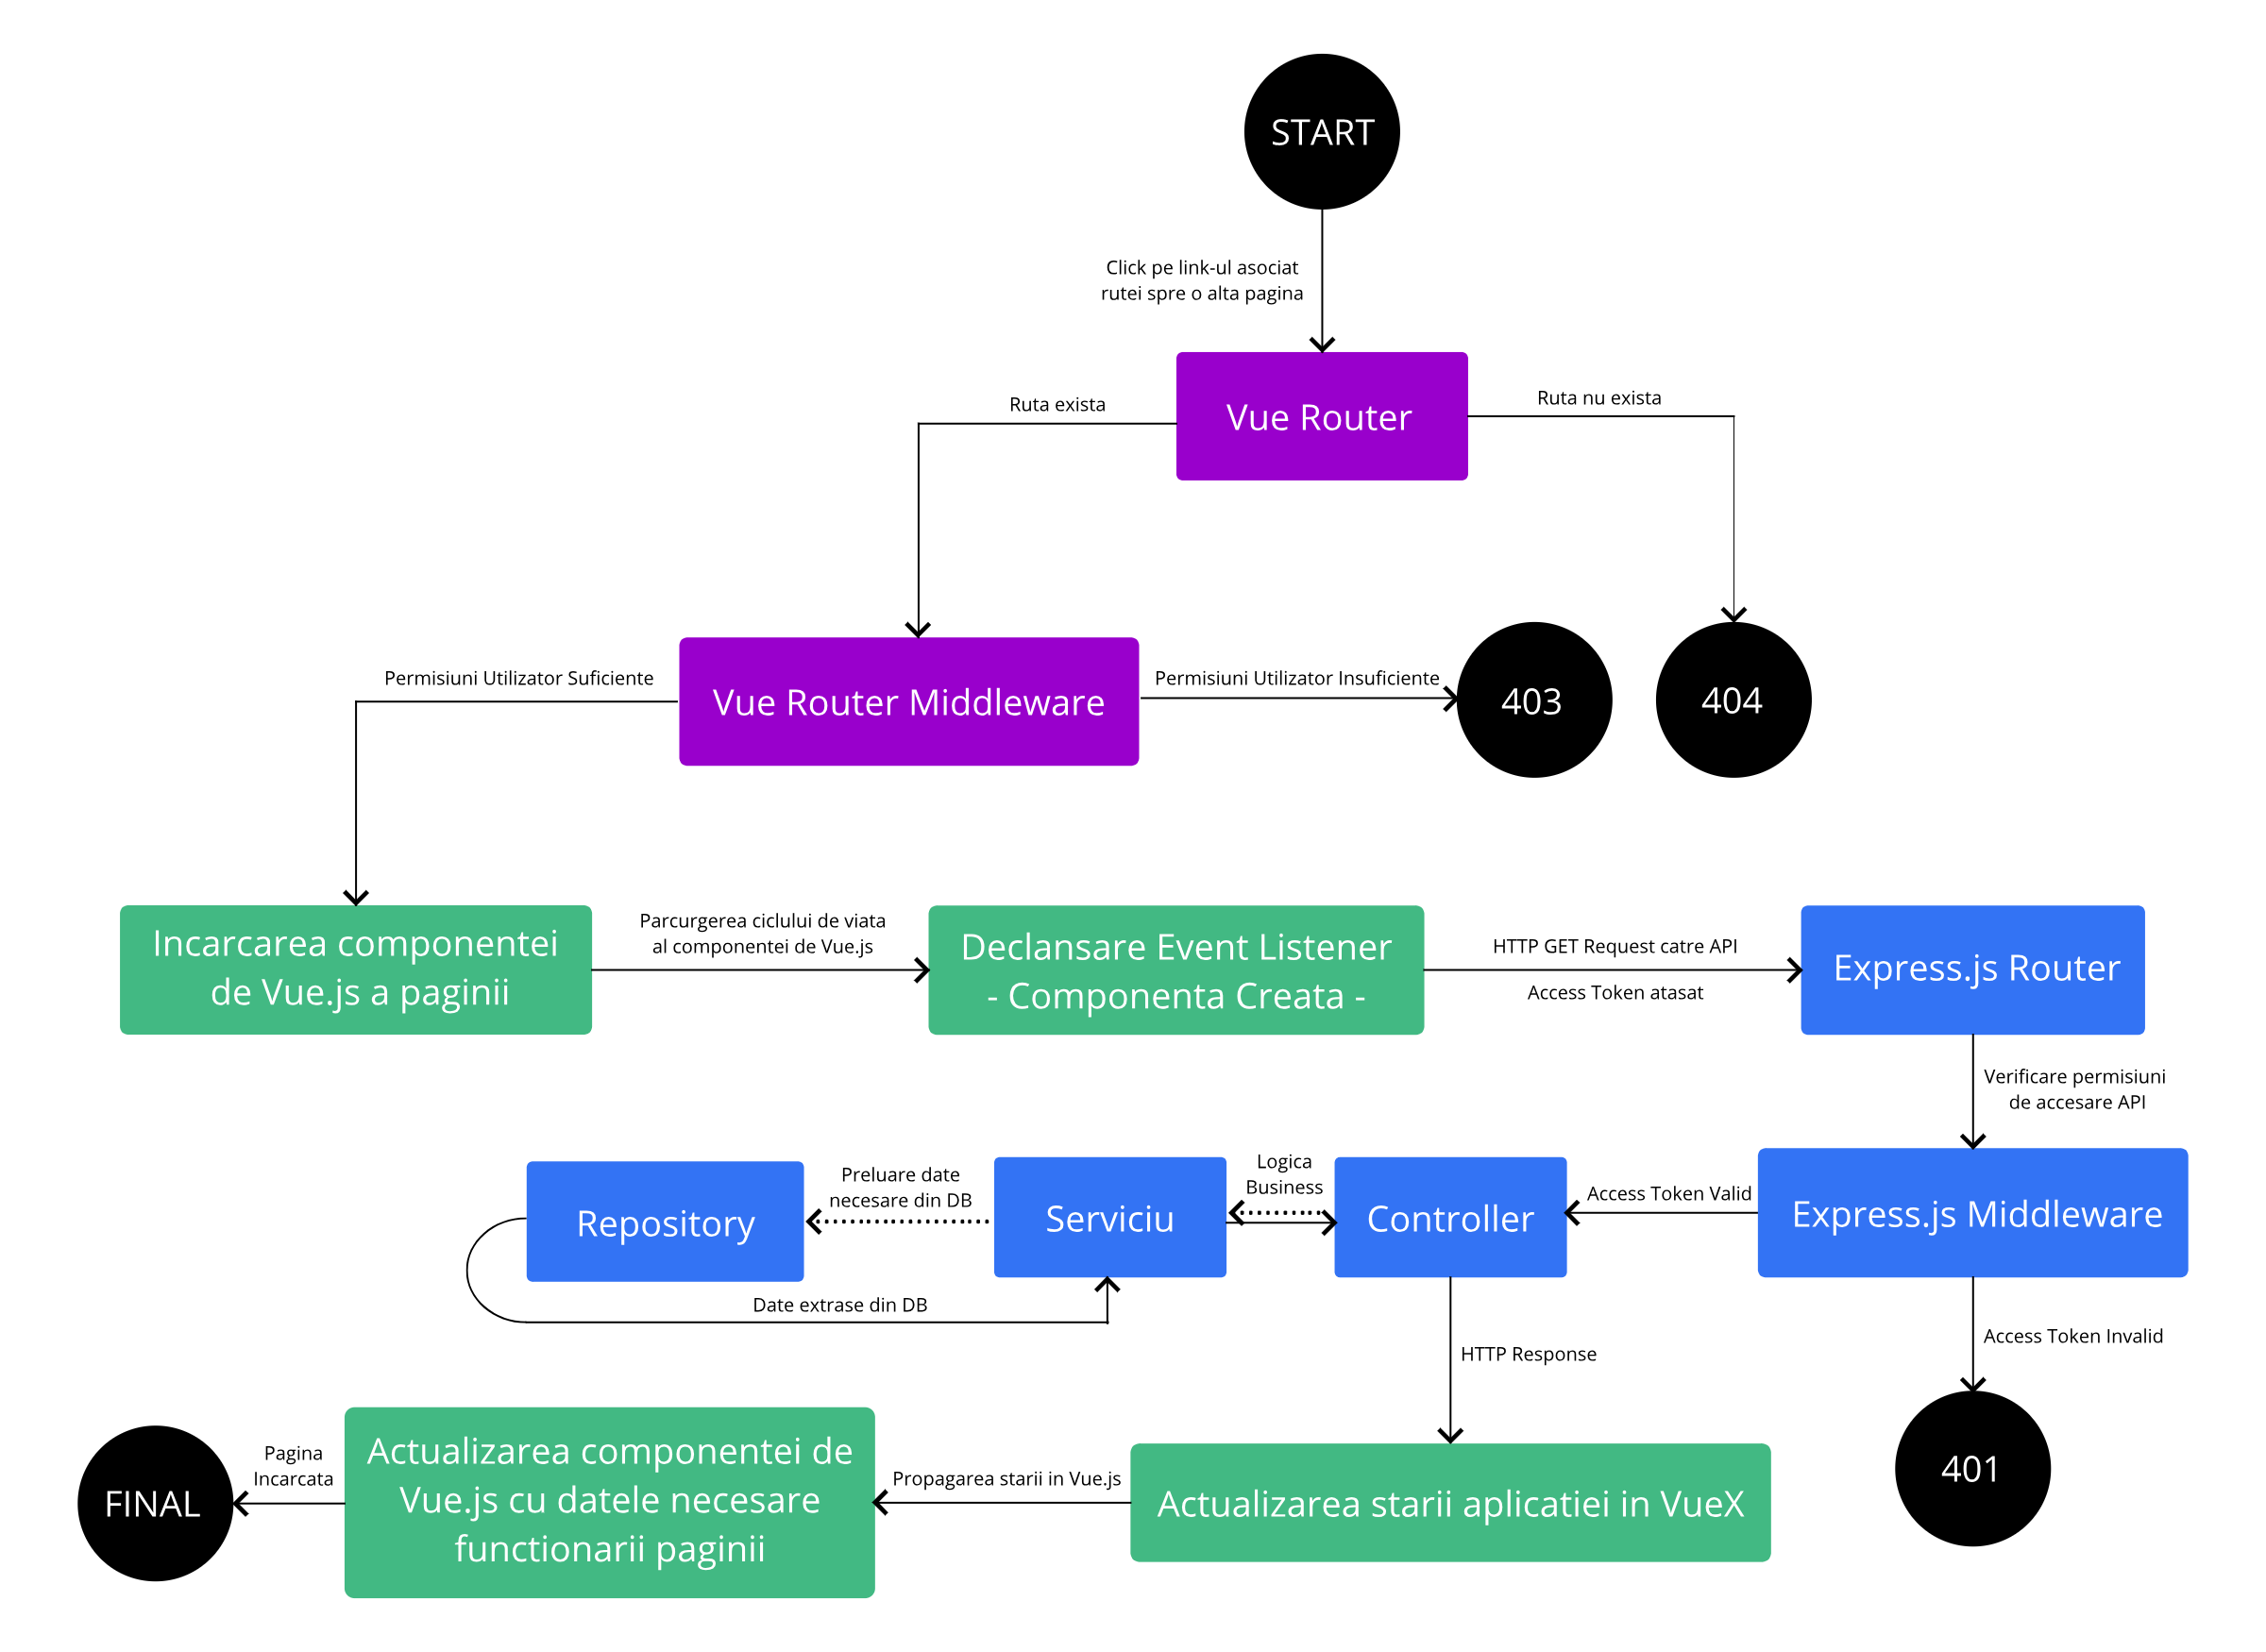 START
Click pe link-ul asociat
rutei spre o alta pagina
Vue Router
Ruta exista
Ruta nu exista
Vue Router Middleware
Permisiuni Utilizator Suficiente
Permisiuni Utilizator Insuficiente
403
404
Incarcarea componentei
de Vue.js a paginii
Parcurgerea ciclului de viata
al componentei de Vue.js
Declansare Event Listener
- Componenta Creata -
HTTP GET Request catre API
Access Token atasat
Express.js Router
Verificare permisiuni
de accesare API
Express.js Middleware
Access Token Valid
Controller
Logica
Business
Serviciu
Preluare date
necesare din DB
Repository
Date extrase din DB
HTTP Response
Access Token Invalid
401
Actualizarea starii aplicatiei in VueX
Propagarea starii in Vue.js
Actualizarea componentei de
Vue.js cu datele necesare
functionarii paginii
Pagina
Incarcata
FINAL